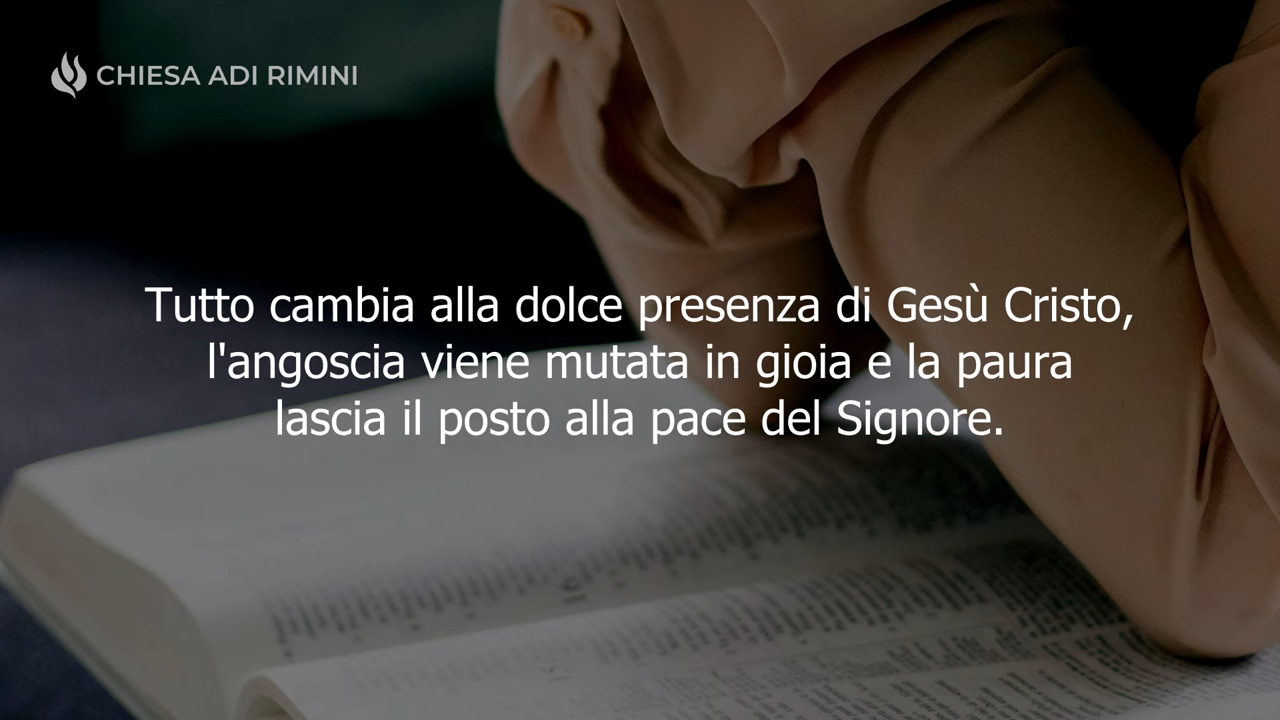 CHIESA ADI RIMINI
Tutto cambia alla dolce presenza di Gesù Cristo,
l'angoscia viene mutata in gioia e la paura
lascia il posto alla pace del Signore.